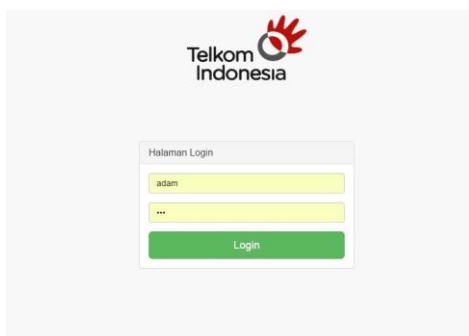 Telkom
Indonesia
Halaman Login
adam
•••
Login